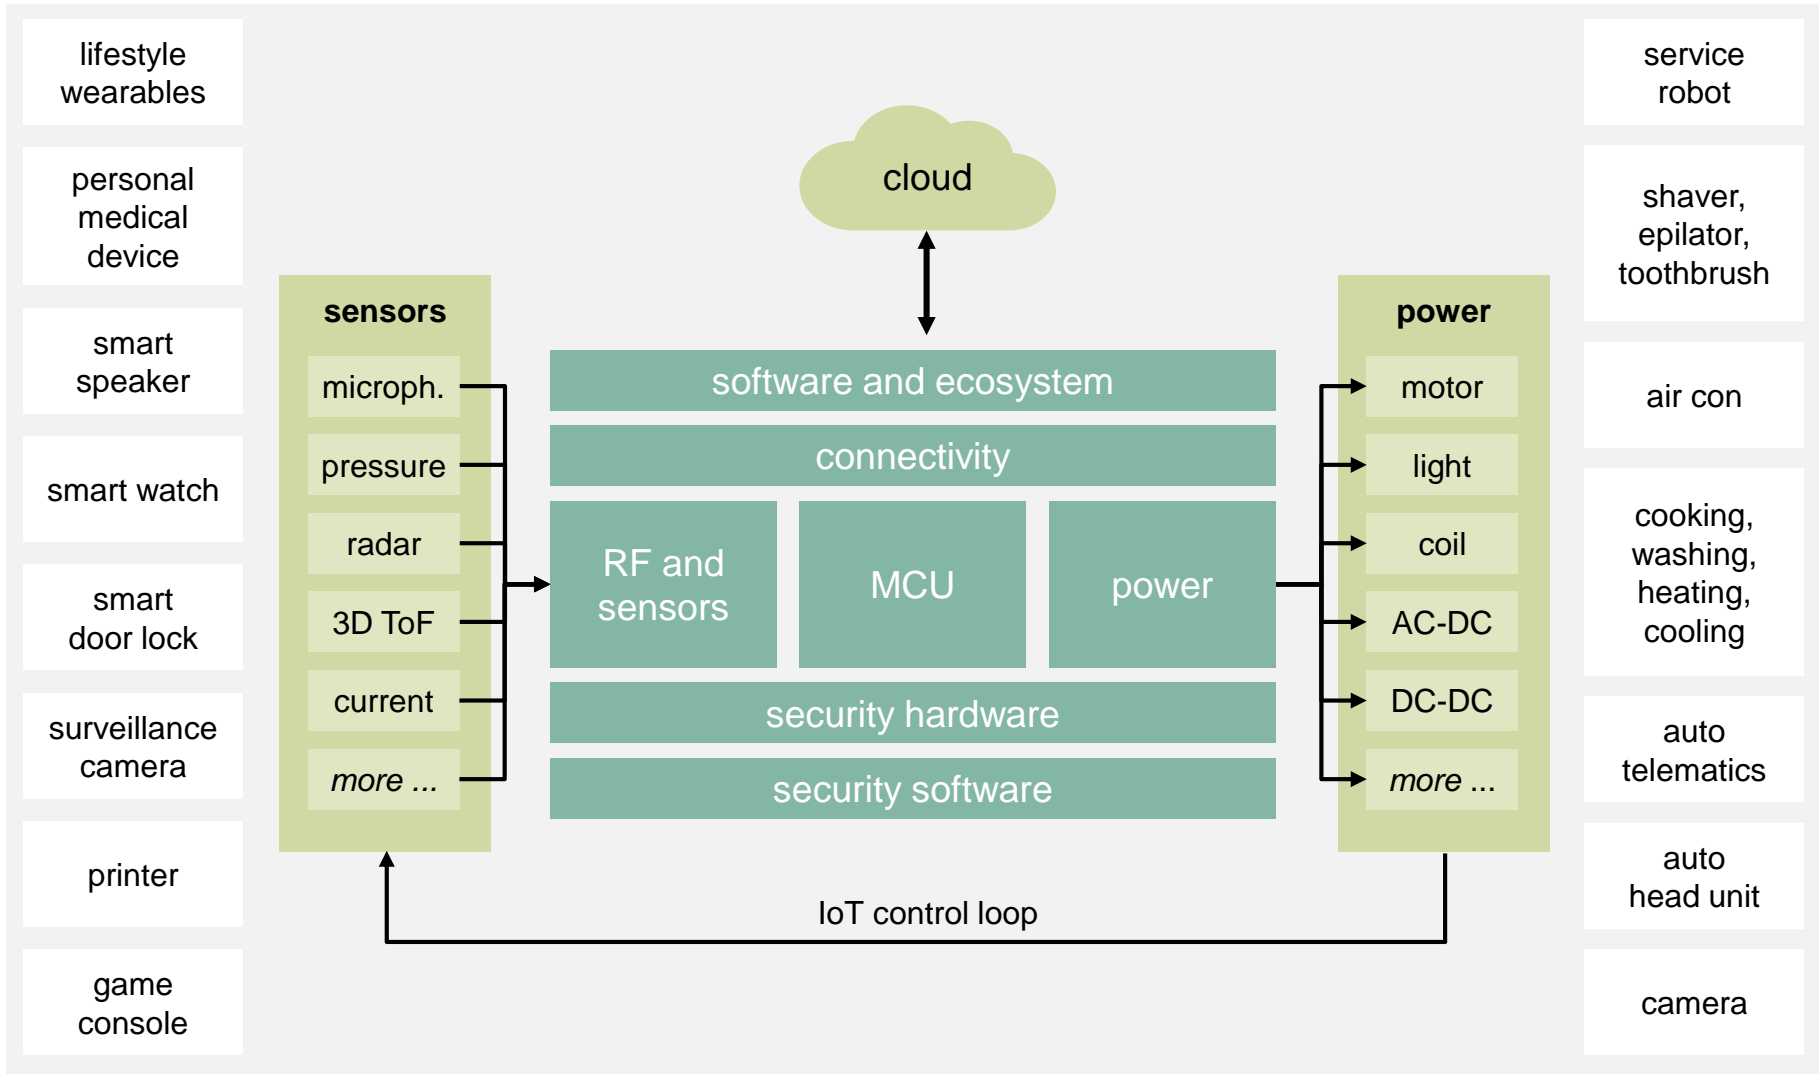 lifestyle
wearables
personal
medical
device
smart
speaker
smart watch
smart
door lock
surveillance
camera
printer
game
console
sensors
microph.
pressure
radar
3D ToF
current
more ...
cloud
software and ecosystem
connectivity
RF and
sensors
MCU
power
security hardware
security software
IoT control loop
power
motor
light
coil
AC-DC
DC-DC
more ...
service
robot
shaver,
epilator,
toothbrush
air con
cooking,
washing,
heating,
cooling
auto
telematics
auto
head unit
camera